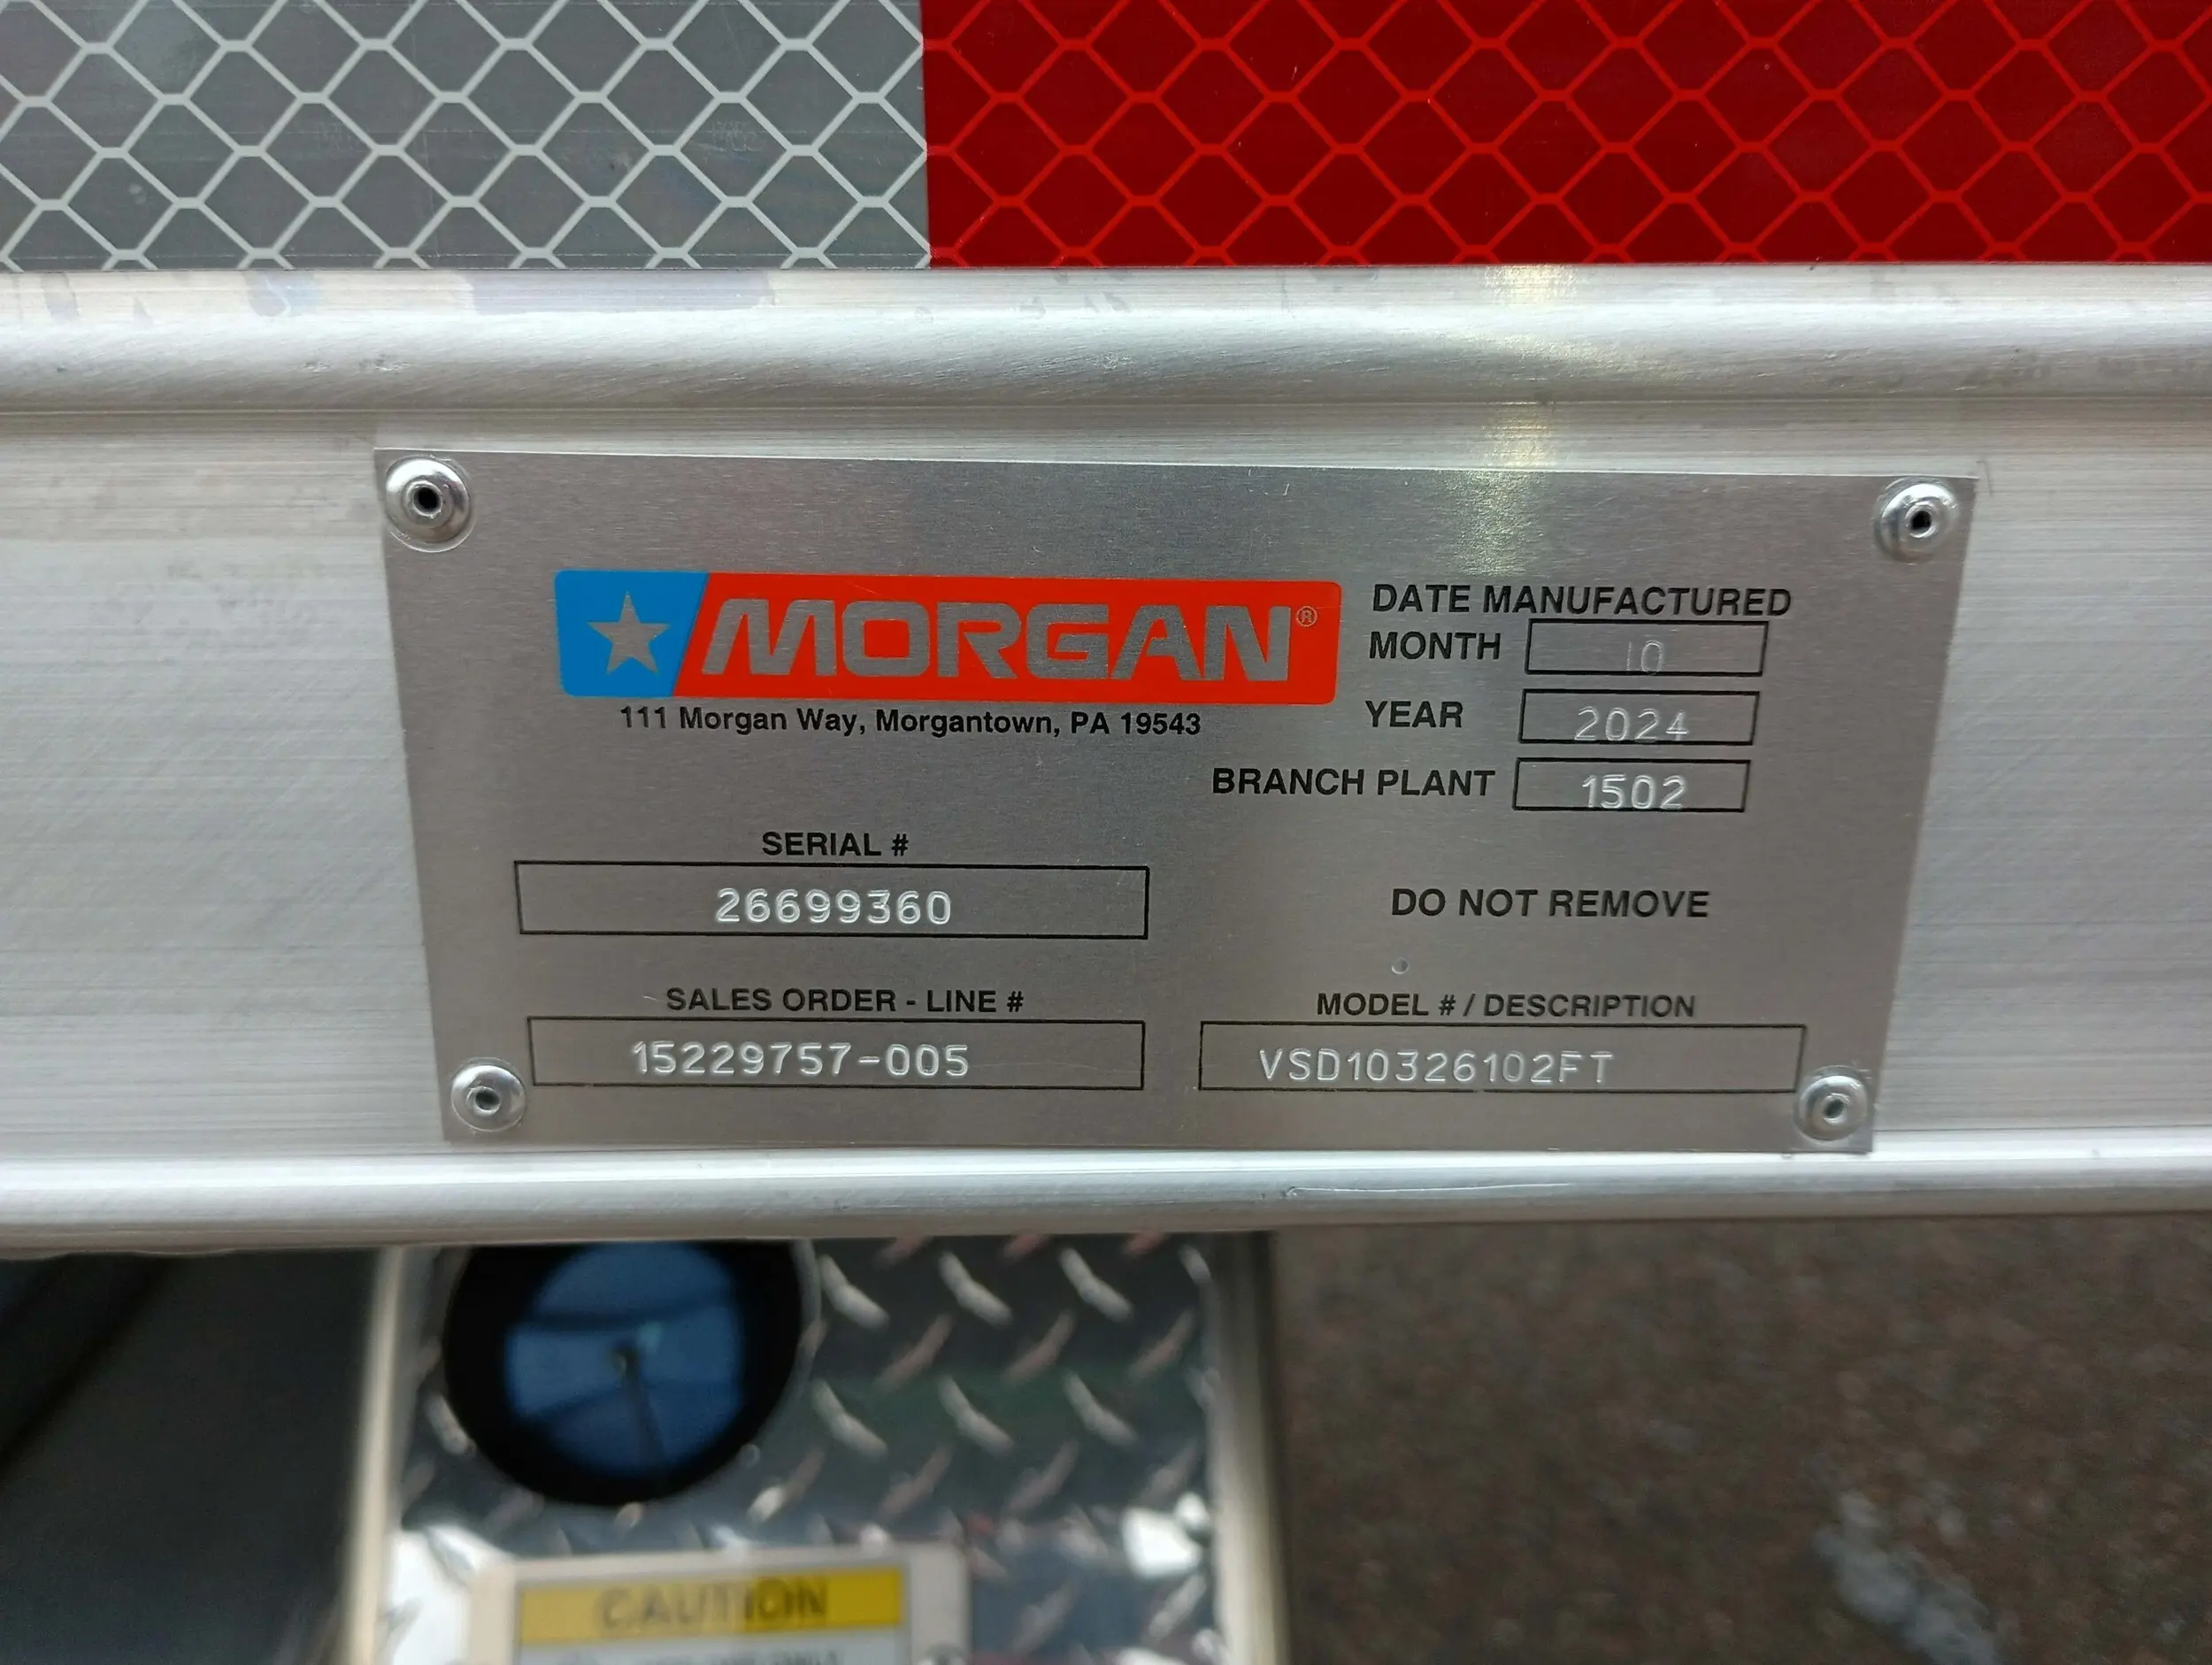 MORGAN®
111 Morgan Way, Morgantown, PA 19543
DATE MANUFACTURED
MONTH 10
YEAR 2024
BRANCH PLANT 1502
SERIAL #
26699360
DO NOT REMOVE
SALES ORDER - LINE #
15229757-005
MODEL # / DESCRIPTION
VSD10326102FT
CAUTION